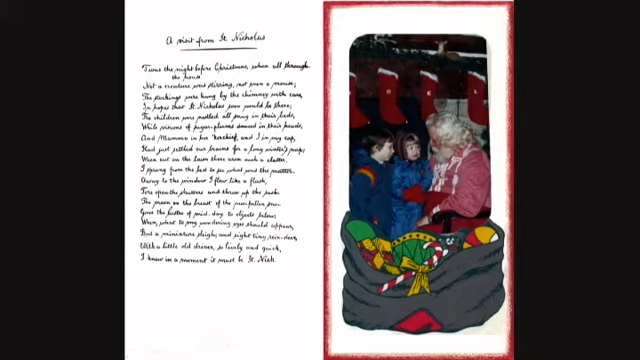 A visit from St. Nicholas
'Twas the night before Christmas, when all through
the house
Not a creature was stirring, not even a mouse;
The stockings were hung by the chimney with care,
In hopes that St Nicholas soon would be there;
The children were nestled all snug in their beds,
While visions of sugar-plums danced in their heads,
And Mamma in her 'kerchief, and I in my cap,
Had just settled our brains for a long winter's nap;
When out on the lawn there arose such a clatter,
I sprang from the bed to see what was the matter.
Away to the window I flew like a flash,
Tore open the shutters and threw up the sash.
The moon on the breast of the new-fallen snow
Gave the lustre of mid-day to objects below,
When, what to my wondering eyes should appear,
But a miniature sleigh, and eight tiny rein-deer,
With a little old driver, so lively and quick,
I knew in a moment it must be St. Nick.